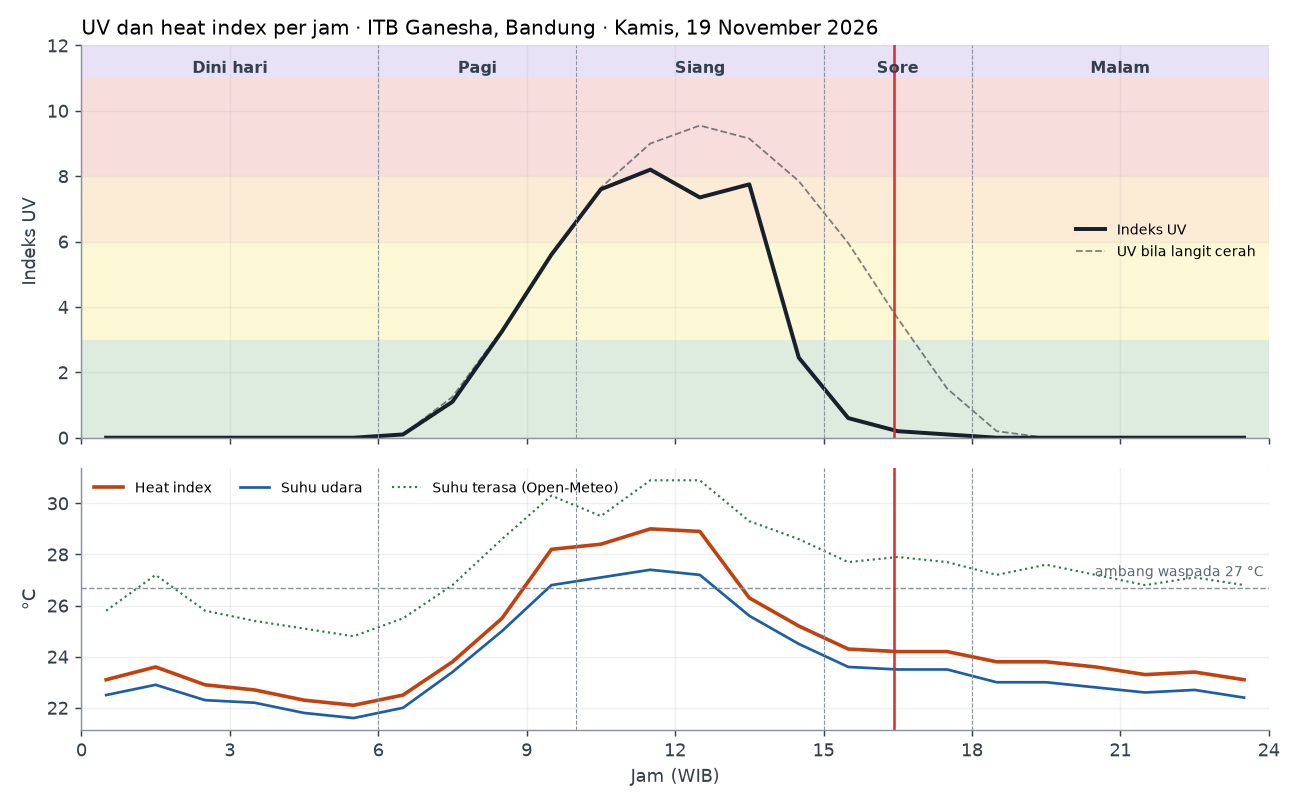 UV dan heat index per jam · ITB Ganesha, Bandung · Kamis, 19 November 2026
Dini hari Pagi Siang Sore Malam
12
10
8
6
4
2
0
Indeks UV
Indeks UV
UV bila langit cerah
Heat index Suhu udara Suhu terasa (Open-Meteo)
ambang waspada 27 °C
30
28
26
24
22
°C
0 3 6 9 12 15 18 21 24
Jam (WIB)